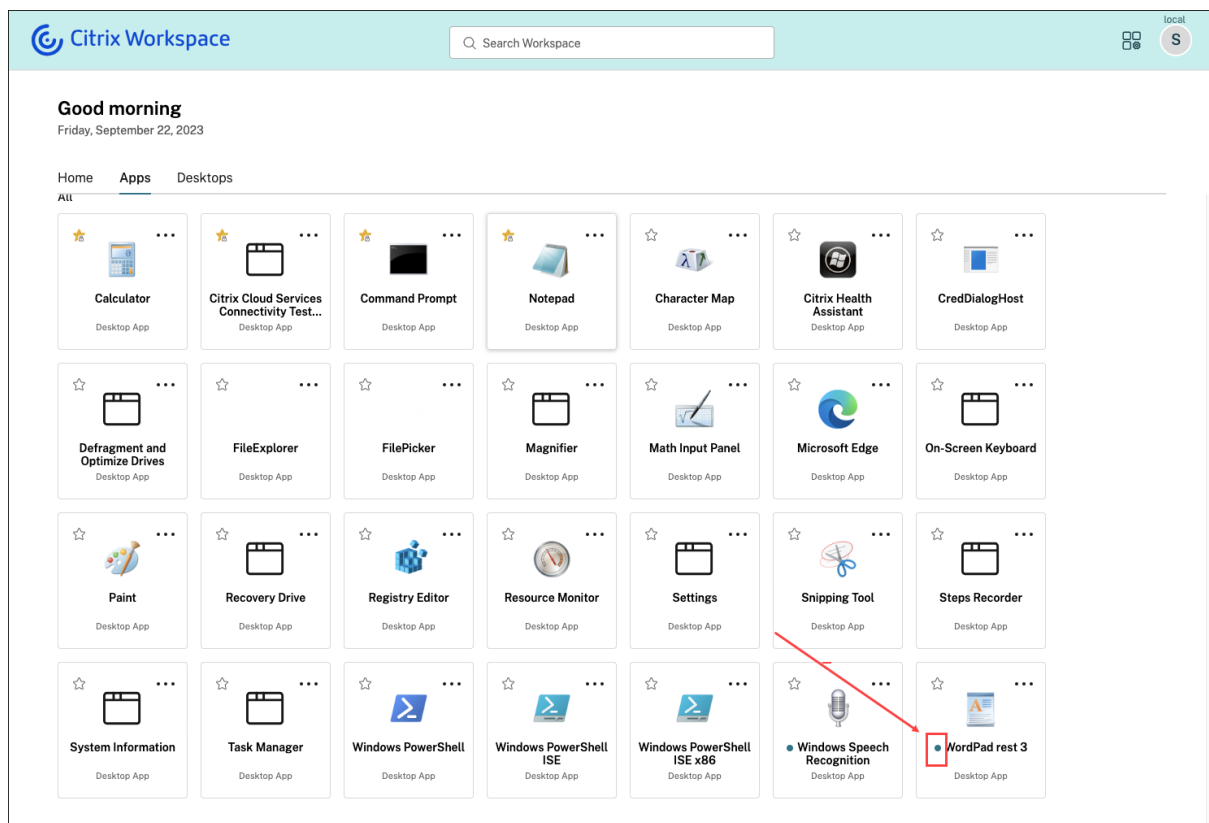 local
Citrix Workspace
Search Workspace
S
Good morning
Friday, September 22, 2023
Home Apps Desktops
All
Calculator
Desktop App
Citrix Cloud Services
Connectivity Test...
Desktop App
Command Prompt
Desktop App
Notepad
Desktop App
Character Map
Desktop App
Citrix Health
Assistant
Desktop App
CredDialogHost
Desktop App
Defragment and
Optimize Drives
Desktop App
FileExplorer
Desktop App
FilePicker
Desktop App
Magnifier
Desktop App
Math Input Panel
Desktop App
Microsoft Edge
Desktop App
On-Screen Keyboard
Desktop App
Paint
Desktop App
Recovery Drive
Desktop App
Registry Editor
Desktop App
Resource Monitor
Desktop App
Settings
Desktop App
Snipping Tool
Desktop App
Steps Recorder
Desktop App
System Information
Desktop App
Task Manager
Desktop App
Windows PowerShell
Desktop App
Windows PowerShell
ISE
Desktop App
Windows PowerShell
ISE x86
Desktop App
Windows Speech
Recognition
Desktop App
WordPad rest 3
Desktop App